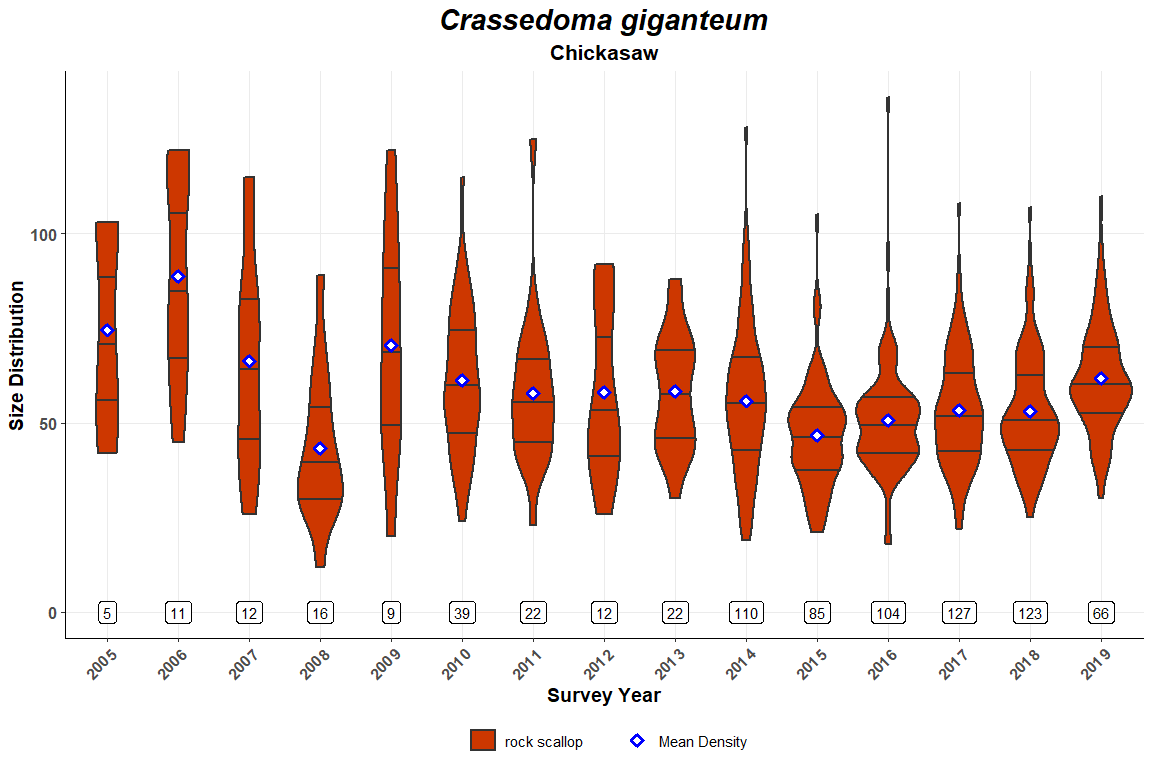 Crassedoma giganteum
Chickasaw
Size Distribution
100
50
0
5 11 12 16 9 39 22 12 22 110 85 104 127 123 66
2005 2006 2007 2008 2009 2010 2011 2012 2013 2014 2015 2016 2017 2018 2019
Survey Year
rock scallop Mean Density